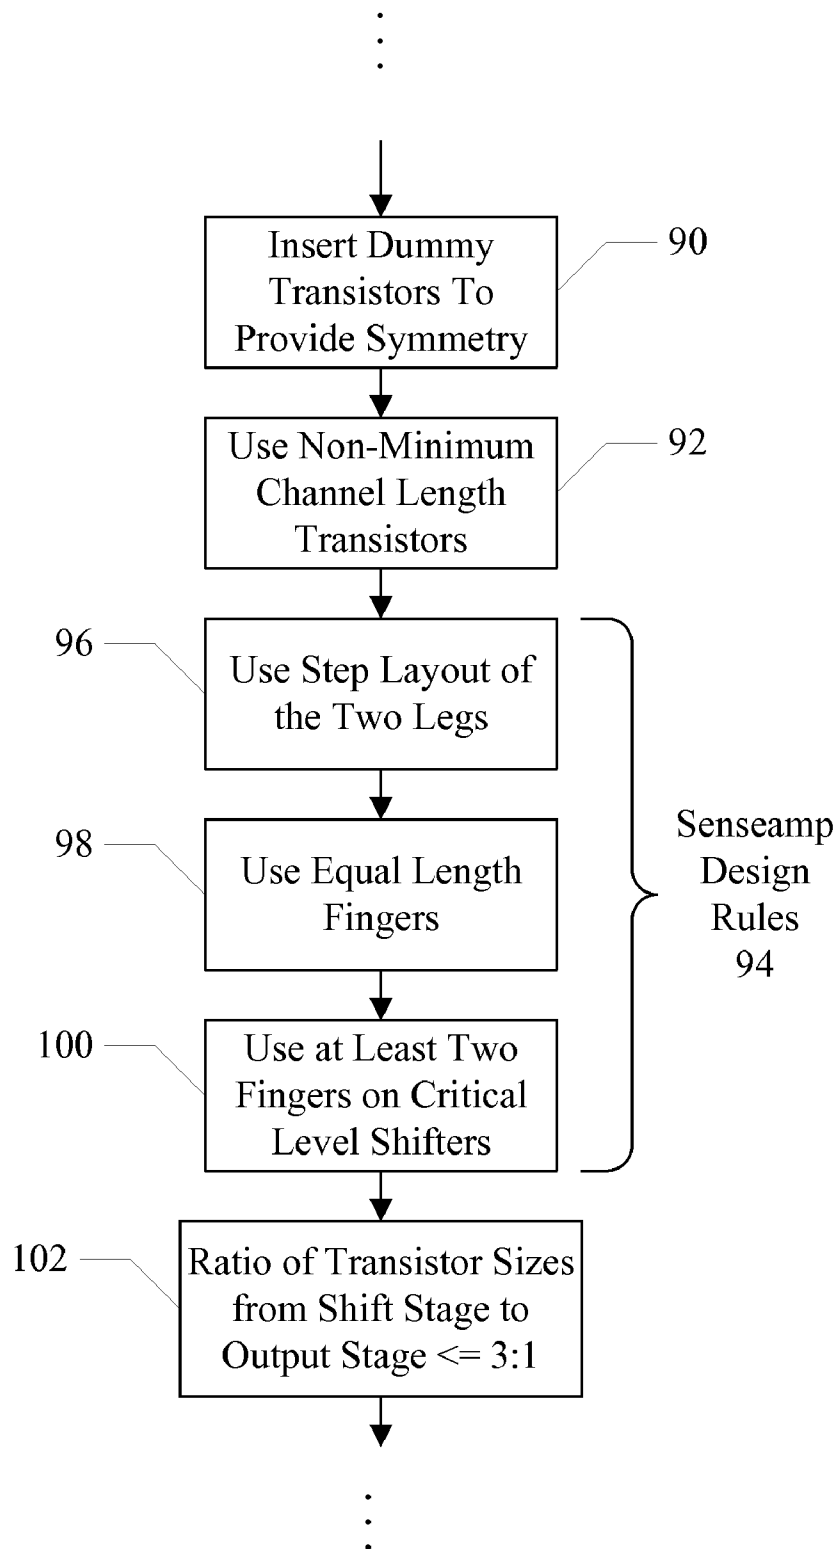 Insert Dummy
Transistors To
Provide Symmetry
90
Use Non-Minimum
Channel Length
Transistors
92
96
Use Step Layout of
the Two Legs
98
Use Equal Length
Fingers
Senseamp
Design
Rules
94
100
Use at Least Two
Fingers on Critical
Level Shifters
102
Ratio of Transistor Sizes
from Shift Stage to
Output Stage <= 3:1